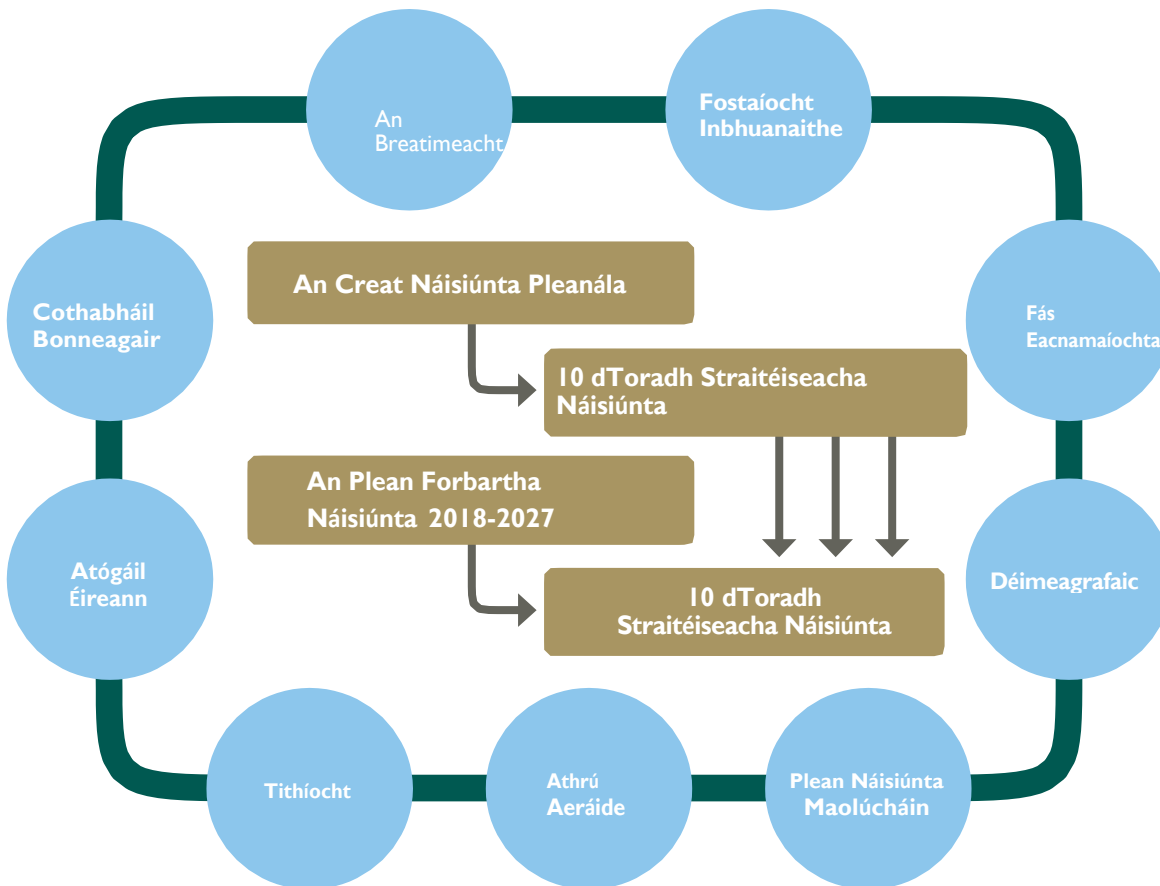 An
Breatimeacht
Fostaíocht
Inbhuanaithe
An Creat Náisiúnta Pleanála
Cothabháil
Bonneagair
Fás
Eacnamaíochta
10 dToradh Straitéiseacha
Náisiúnta
An Plean Forbartha
Náisiúnta 2018-2027
Atógáil
Éireann
Déimeagrafaic
10 dToradh
Straitéiseacha Náisiúnta
Tithíocht
Athrú
Aeráide
Plean Náisiúnta
Maolúcháin